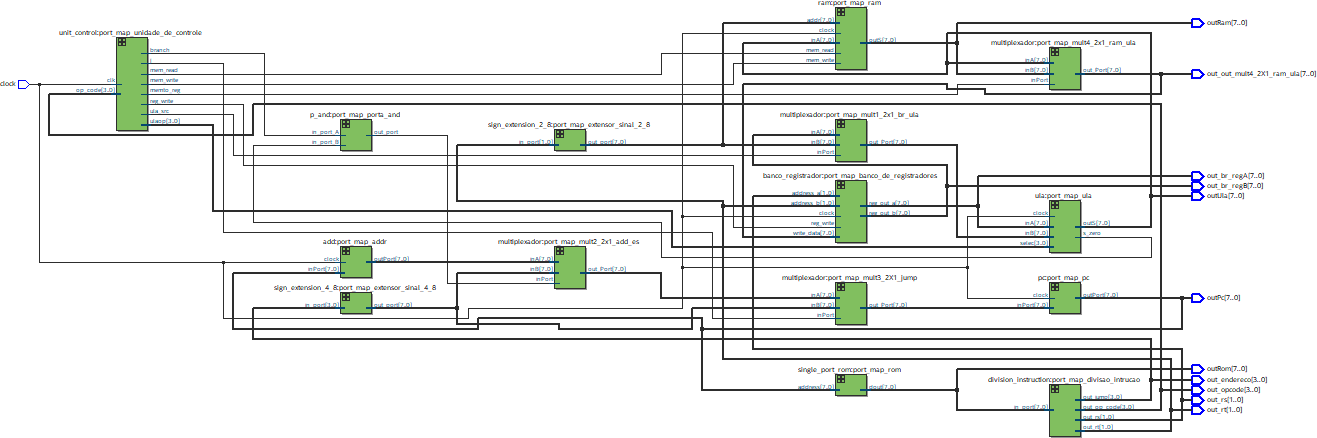 ram:port_map_ram
addr[7..0]
clock
inA[7..0]
outS[7..0]
mem_read
mem_write
outRam[7..0]
unit_control:port_map_unidade_de_controle
branch
j
mem_read
mem_write
memto_reg
reg_write
ula_src
ulaop[3..0]
clk
op_code[3..0]
clock
multiplexador:port_map_mult4_2x1_ram_ula
inA[7..0]
inB[7..0]
inPort
out_Port[7..0]
out_out_mult4_2X1_ram_ula[7..0]
p_and:port_map_porta_and
in_port_A
in_port_B
out_port
sign_extension_2_8:port_map_extensor_sinal_2_8
in_port[1..0]
out_port[7..0]
multiplexador:port_map_mult1_2x1_br_ula
inA[7..0]
inB[7..0]
inPort
out_Port[7..0]
banco_registrador:port_map_banco_de_registradores
address_a[1..0]
address_b[1..0]
clock
reg_write
write_data[7..0]
reg_out_a[7..0]
reg_out_b[7..0]
out_br_regA[7..0]
out_br_regB[7..0]
outUla[7..0]
ula:port_map_ula
clock
inA[7..0]
inB[7..0]
selec[3..0]
outS[7..0]
s_zero
add:port_map_addr
clock
inPort[7..0]
outPort[7..0]
multiplexador:port_map_mult2_2x1_add_es
inA[7..0]
inB[7..0]
inPort
out_Port[7..0]
sign_extension_4_8:port_map_extensor_sinal_4_8
in_port[3..0]
out_port[7..0]
multiplexador:port_map_mult3_2X1_jump
inA[7..0]
inB[7..0]
inPort
out_Port[7..0]
pc:port_map_pc
clock
inPort[7..0]
outPort[7..0]
outPc[7..0]
single_port_rom:port_map_rom
address[7..0]
dout[7..0]
division_instruction:port_map_divisao_intrucao
in_port[7..0]
out_jump[3..0]
out_op_code[3..0]
out_rs[1..0]
out_rt[1..0]
outRom[7..0]
out_endereco[3..0]
out_opcode[3..0]
out_rs[1..0]
out_rt[1..0]